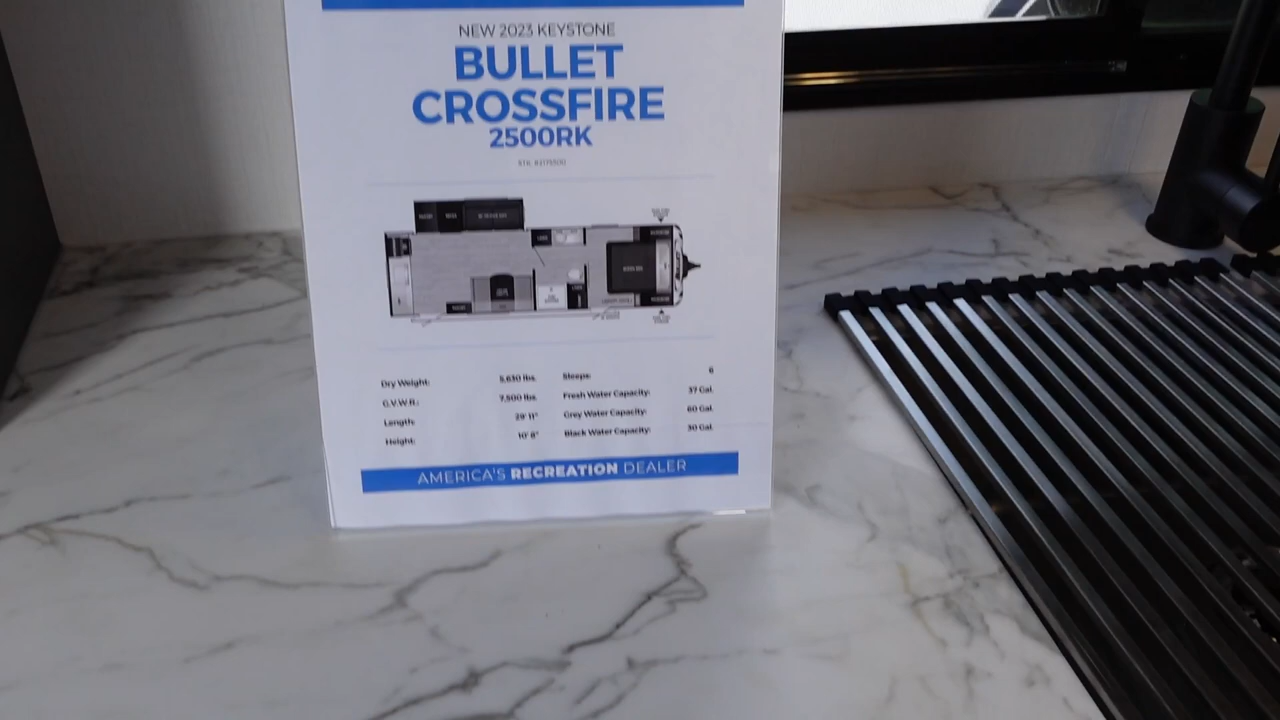 NEW 2023 KEYSTONE
BULLET
CROSSFIRE
2500RK
Dry Weight: 5,630 lbs.
G.V.W.R.: 7,500 lbs.
Length: 29' 11"
Height: 10' 8"
Sleeps: 6
Fresh Water Capacity: 37 Gal.
Grey Water Capacity: 60 Gal.
Black Water Capacity: 30 Gal.
AMERICA'S RECREATION DEALER